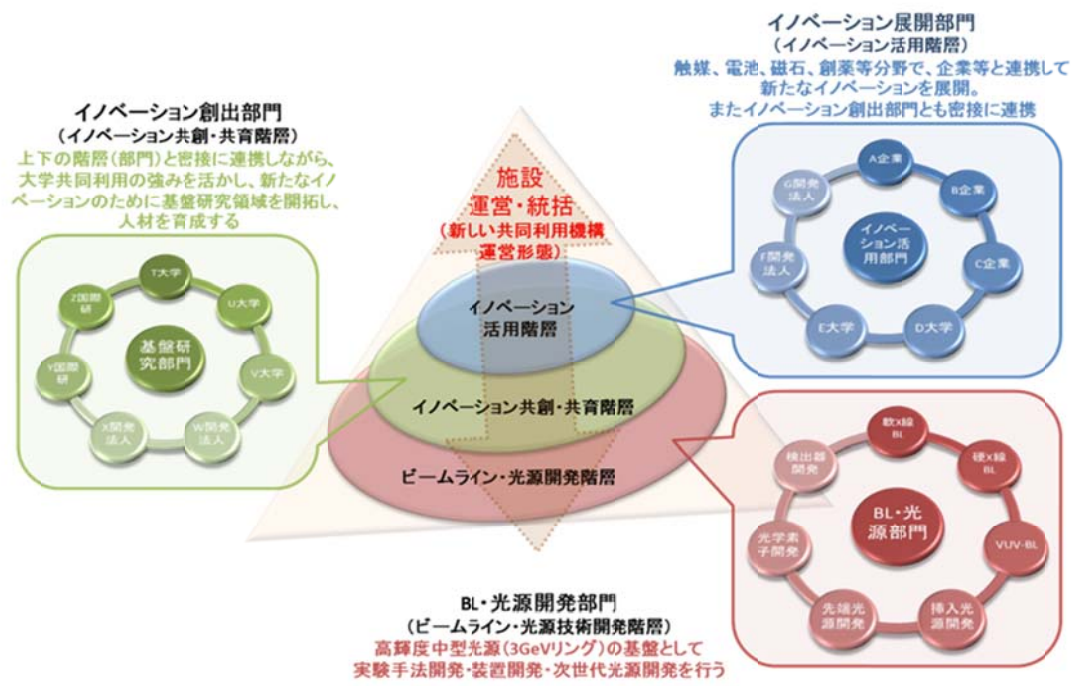 イノベーション展開部門
(イノベーション活用階層)
触媒、電池、磁石、創薬等分野で、企業等と連携して
新たなイノベーションを展開。
またイノベーション創出部門とも密接に連携
イノベーション創出部門
(イノベーション共創・共育階層)
上下の階層(部門)と密接に連携しながら、
大学共同利用の強みを活かし、新たなイノ
ベーションのために基盤研究領域を開拓し、
人材を育成する
施設
運営・統括
(新しい共同利用機構
運営形態)
イノベーション
活用階層
イノベーション共創・共育階層
ビームライン・光源開発階層
T大学
U大学
V大学
W開発
法人
X開発
法人
Y国際
研
Z国際
研
基盤研
究部門
A企業
B企業
C企業
D大学
E大学
F開発
法人
G開発
法人
イノベー
ション活
用部門
軟X線
BL
硬X線
BL
VUV-BL
挿入光
源開発
先端光
源開発
光学素
子開発
検出器
開発
BL・光
源部門
BL・光源開発部門
(ビームライン・光源技術開発階層)
高輝度中型光源(3GeVリング)の基盤として
実験手法開発・装置開発・次世代光源開発を行う